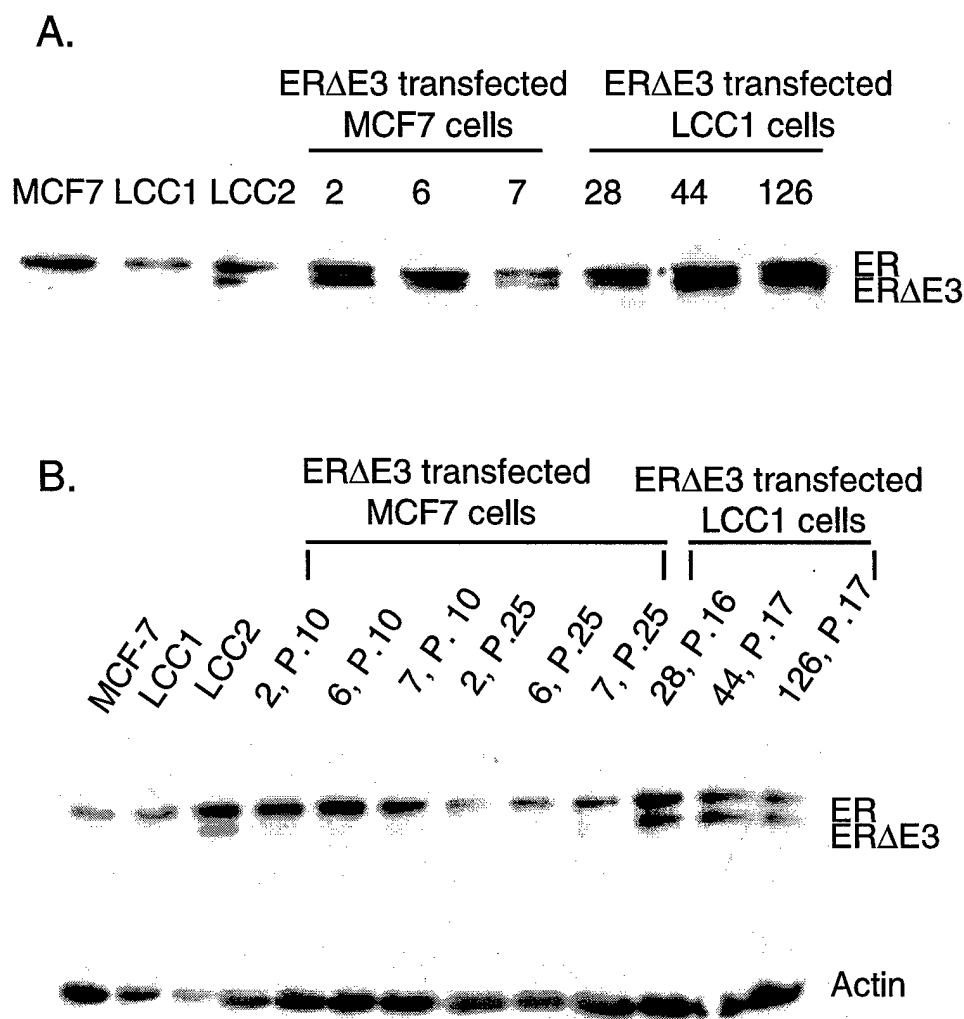 A.
ERΔE3 transfected
MCF7 cells
ERΔE3 transfected
LCC1 cells
MCF7 LCC1 LCC2 2 6 7 28 44 126
ER
ERΔE3
B.
ERΔE3 transfected
MCF7 cells
ERΔE3 transfected
LCC1 cells
MCF-7
LCC1
LCC2
2, P.10
6, P.10
7, P. 10
2, P.25
6, P.25
7, P.25
28, P.16
44, P.17
126, P.17
ER
ERΔE3
Actin